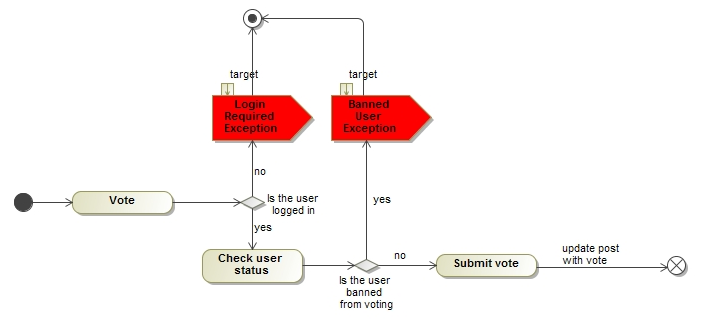 target
target
Login
Required
Exception
Banned
User
Exception
no
Vote
Is the user
logged in
yes
yes
Check user
status
no
Submit vote
update post
with vote
Is the user
banned
from voting